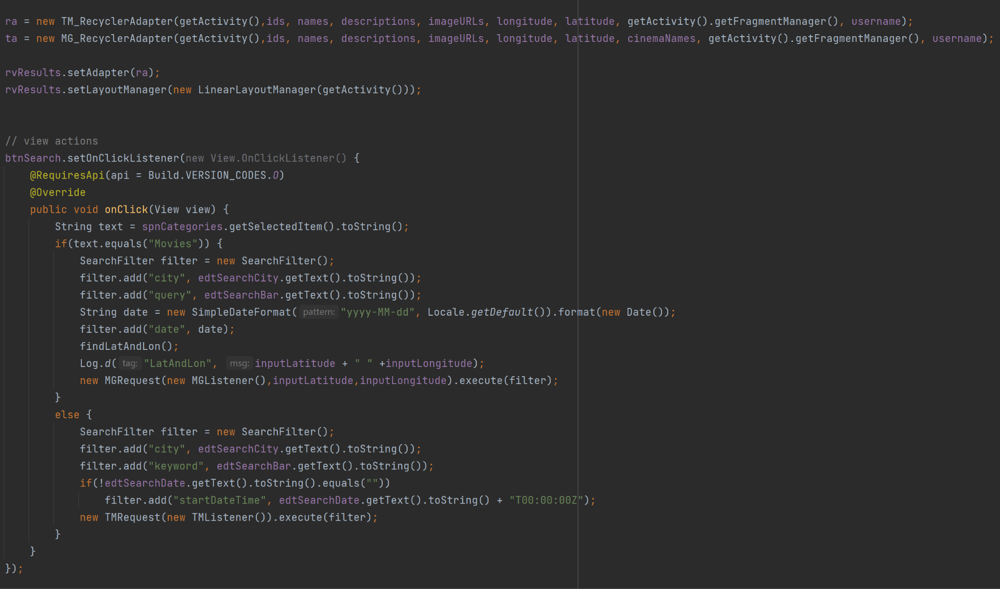 ra = new TM_RecyclerAdapter(getActivity(),ids, names, descriptions, imageURLs, longitude, latitude, getActivity().getFragmentManager(), username);
ta = new MG_RecyclerAdapter(getActivity(),ids, names, descriptions, imageURLs, longitude, latitude, cinemaNames, getActivity().getFragmentManager(), username);
rvResults.setAdapter(ra);
rvResults.setLayoutManager(new LinearLayoutManager(getActivity()));
// view actions
btnSearch.setOnClickListener(new View.OnClickListener() {
@RequiresApi(api = Build.VERSION_CODES.O)
@Override
public void onClick(View view) {
String text = spnCategories.getSelectedItem().toString();
if(text.equals("Movies")) {
SearchFilter filter = new SearchFilter();
filter.add("city", edtSearchCity.getText().toString());
filter.add("query", edtSearchBar.getText().toString());
String date = new SimpleDateFormat( pattern: "yyyy-MM-dd", Locale.getDefault()).format(new Date());
filter.add("date", date);
findLatAndLon();
Log.d( tag: "LatAndLon", msg: inputLatitude + " " +inputLongitude);
new MGRequest(new MGListener(),inputLatitude,inputLongitude).execute(filter);
}
else {
SearchFilter filter = new SearchFilter();
filter.add("city", edtSearchCity.getText().toString());
filter.add("keyword", edtSearchBar.getText().toString());
if(!edtSearchDate.getText().toString().equals(""))
filter.add("startDateTime", edtSearchDate.getText().toString() + "T00:00:00Z");
new TMRequest(new TMListener()).execute(filter);
}
}
});